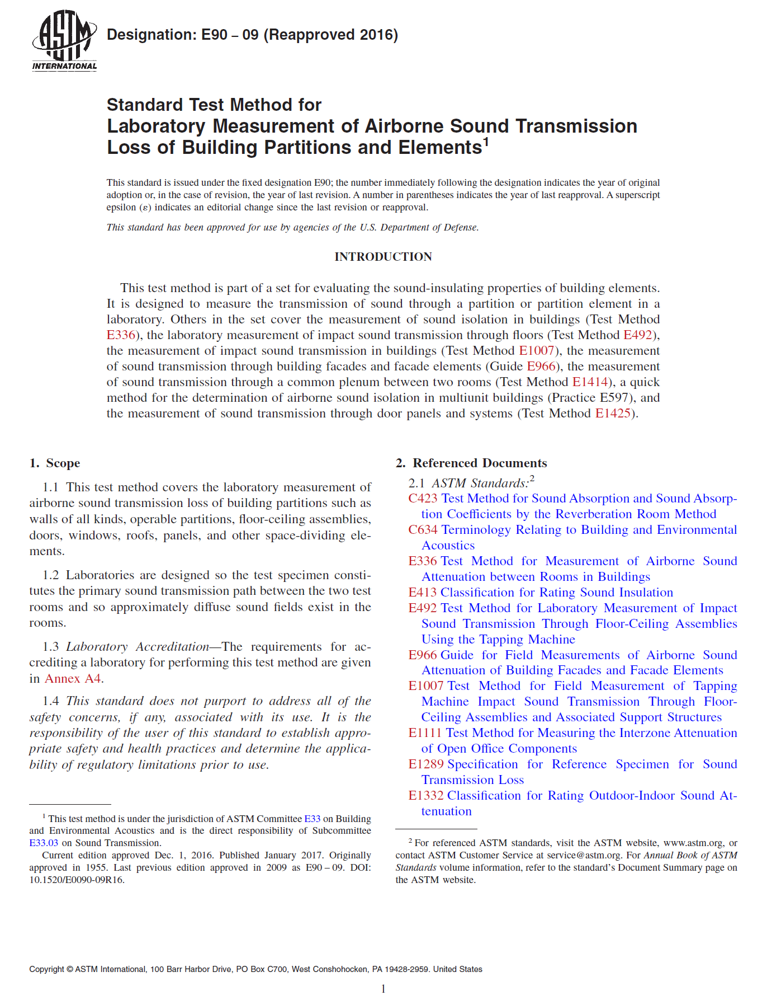 ASTM
INTERNATIONAL
Designation: E90 – 09 (Reapproved 2016)
Standard Test Method for
Laboratory Measurement of Airborne Sound Transmission
Loss of Building Partitions and Elements1
This standard is issued under the fixed designation E90; the number immediately following the designation indicates the year of original
adoption or, in the case of revision, the year of last revision. A number in parentheses indicates the year of last reapproval. A superscript
epsilon (ε) indicates an editorial change since the last revision or reapproval.
This standard has been approved for use by agencies of the U.S. Department of Defense.
INTRODUCTION
This test method is part of a set for evaluating the sound-insulating properties of building elements.
It is designed to measure the transmission of sound through a partition or partition element in a
laboratory. Others in the set cover the measurement of sound isolation in buildings (Test Method
E336), the laboratory measurement of impact sound transmission through floors (Test Method E492),
the measurement of impact sound transmission in buildings (Test Method E1007), the measurement
of sound transmission through building facades and facade elements (Guide E966), the measurement
of sound transmission through a common plenum between two rooms (Test Method E1414), a quick
method for the determination of airborne sound isolation in multiunit buildings (Practice E597), and
the measurement of sound transmission through door panels and systems (Test Method E1425).
1. Scope
1.1 This test method covers the laboratory measurement of
airborne sound transmission loss of building partitions such as
walls of all kinds, operable partitions, floor-ceiling assemblies,
doors, windows, roofs, panels, and other space-dividing ele-
ments.
1.2 Laboratories are designed so the test specimen consti-
tutes the primary sound transmission path between the two test
rooms and so approximately diffuse sound fields exist in the
rooms.
1.3 Laboratory Accreditation—The requirements for ac-
crediting a laboratory for performing this test method are given
in Annex A4.
1.4 This standard does not purport to address all of the
safety concerns, if any, associated with its use. It is the
responsibility of the user of this standard to establish appro-
priate safety and health practices and determine the applica-
bility of regulatory limitations prior to use.
1 This test method is under the jurisdiction of ASTM Committee E33 on Building
and Environmental Acoustics and is the direct responsibility of Subcommittee
E33.03 on Sound Transmission.
Current edition approved Dec. 1, 2016. Published January 2017. Originally
approved in 1955. Last previous edition approved in 2009 as E90 – 09. DOI:
10.1520/E0090-09R16.
2. Referenced Documents
2.1 ASTM Standards:2
C423 Test Method for Sound Absorption and Sound Absorp-
tion Coefficients by the Reverberation Room Method
C634 Terminology Relating to Building and Environmental
Acoustics
E336 Test Method for Measurement of Airborne Sound
Attenuation between Rooms in Buildings
E413 Classification for Rating Sound Insulation
E492 Test Method for Laboratory Measurement of Impact
Sound Transmission Through Floor-Ceiling Assemblies
Using the Tapping Machine
E966 Guide for Field Measurements of Airborne Sound
Attenuation of Building Facades and Facade Elements
E1007 Test Method for Field Measurement of Tapping
Machine Impact Sound Transmission Through Floor-
Ceiling Assemblies and Associated Support Structures
E1111 Test Method for Measuring the Interzone Attenuation
of Open Office Components
E1289 Specification for Reference Specimen for Sound
Transmission Loss
E1332 Classification for Rating Outdoor-Indoor Sound At-
tenuation
2 For referenced ASTM standards, visit the ASTM website, www.astm.org, or
contact ASTM Customer Service at service@astm.org. For Annual Book of ASTM
Standards volume information, refer to the standard’s Document Summary page on
the ASTM website.
Copyright © ASTM International, 100 Barr Harbor Drive, PO Box C700, West Conshohocken, PA 19428-2959. United States
1